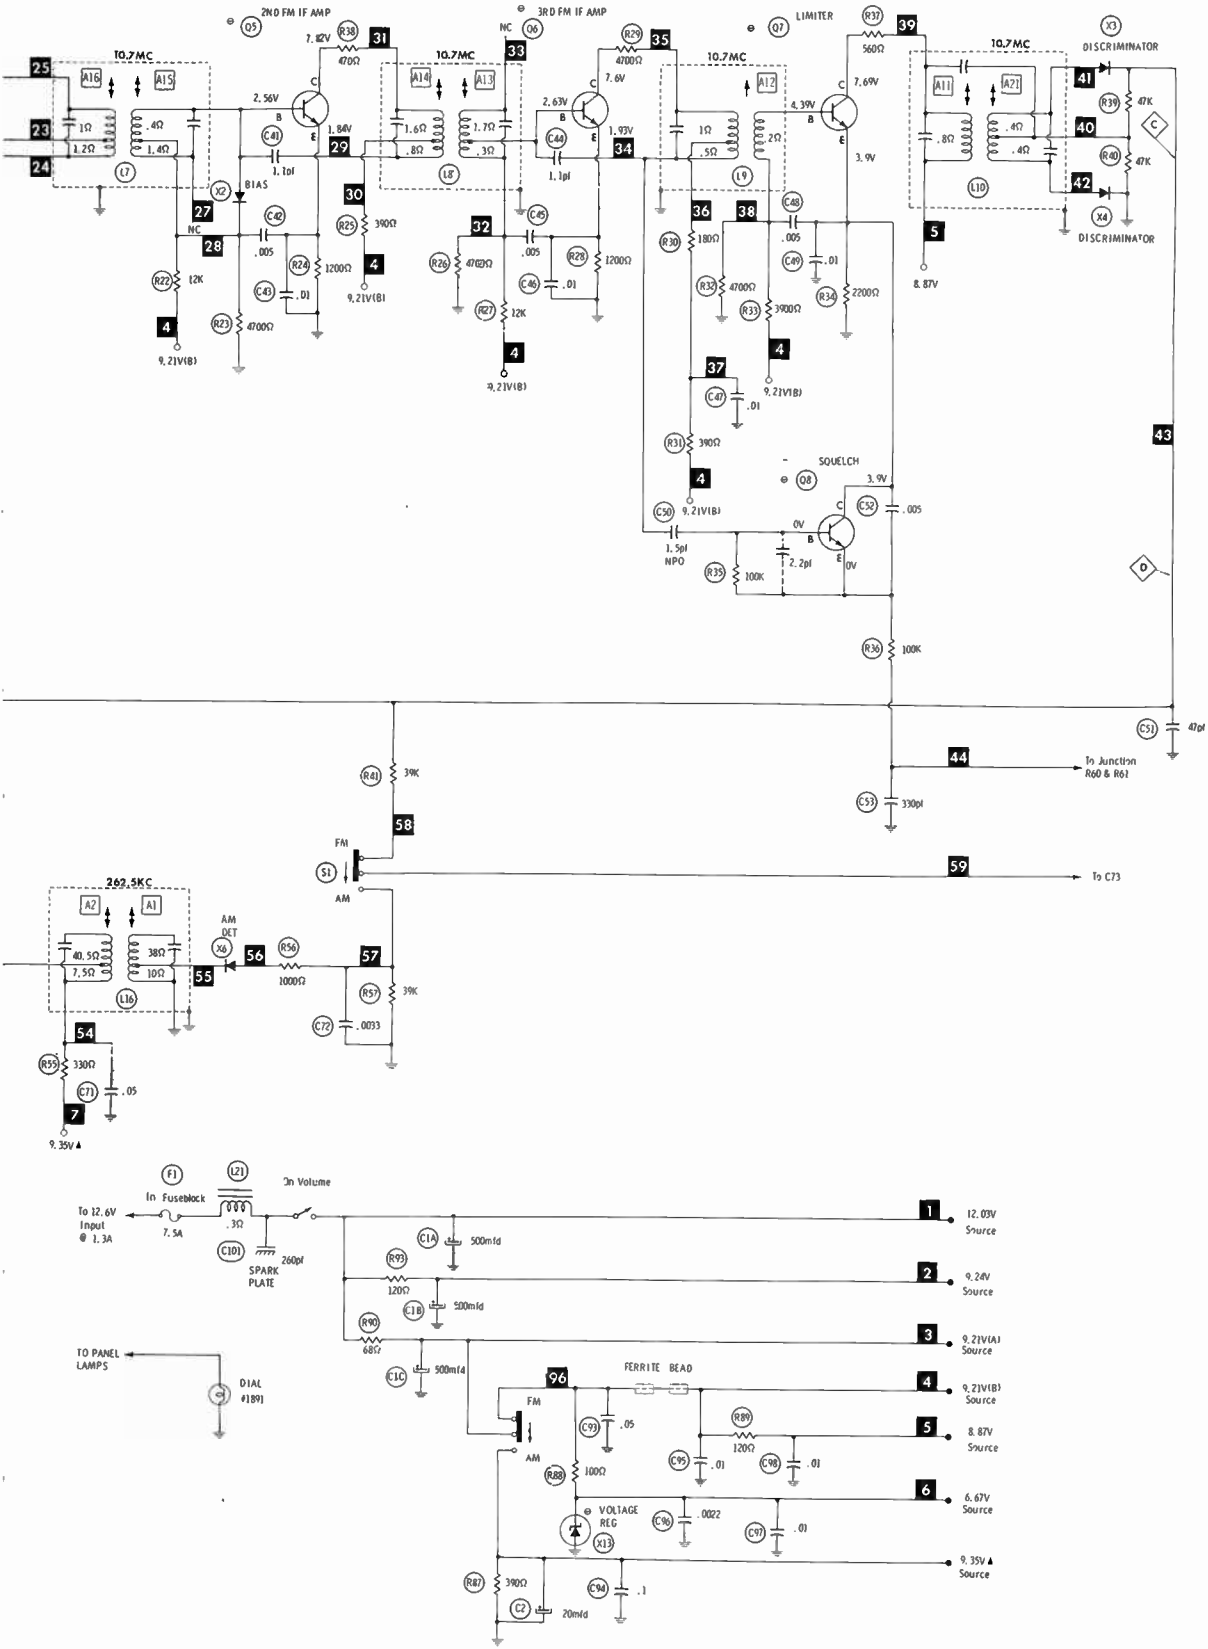 2ND FM IF AMP
Q5
7.82V
R38
470Ω
31
3RD FM IF AMP
NC
Q6
33
R29
4700Ω
35
Q7
LIMITER
R37
560Ω
39
X3
DISCRIMINATOR
25
10.7MC
A16
A15
23
24
1Ω
1.2Ω
.4Ω
1.4Ω
L7
2.56V
C
B
E
1.84V
C41
1.1pf
29
10.7MC
A14
A13
1.6Ω
.8Ω
1.7Ω
.3Ω
L8
7.6V
C
2.63V
B
E
1.93V
C44
1.1pf
34
10.7MC
A12
1Ω
.5Ω
2Ω
L9
7.69V
C
4.39V
B
E
3.9V
10.7MC
A11
A21
.8Ω
.4Ω
.4Ω
L10
41
R39
47K
40
R40
47K
42
X4
DISCRIMINATOR
C
X2
BIAS
27
NC
28
C42
.005
R24
1200Ω
C43
.01
R22
12K
R23
4700Ω
4
9.21V(B)
30
R25
390Ω
4
9.21V(B)
32
C45
.005
R26
4702Ω
R28
1200Ω
C46
.01
R27
12K
4
9.21V(B)
36
38
R30
180Ω
C48
.005
C49
.01
R32
4700Ω
R33
3900Ω
R34
2200Ω
5
8.87V
4
9.21V(B)
37
C47
.01
R31
390Ω
4
9.21V(B)
43
SQUELCH
Q8
3.9V
C
C52
.005
C50
1.5pf
NPO
0V
B
E
0V
2.2pf
R35
100K
D
R36
100K
C51
47pf
44
To Junction
R60 & R61
C53
330pf
R41
39K
58
FM
S1
AM
59
To C73
262.5KC
A2
A1
40.5Ω
7.5Ω
38Ω
10Ω
L16
55
AM
DET
X6
56
R56
1000Ω
57
R57
39K
C72
.0033
54
R55
330Ω
C71
.05
7
9.35V▲
F1
In Fuseblock
7.5A
L21
.3Ω
On Volume
To 12.6V
Input
@ 1.3A
C101
SPARK
PLATE
260pf
C1A
500mfd
1
12.03V
Source
R93
120Ω
C1B
500mfd
2
9.24V
Source
R90
68Ω
C1C
500mfd
3
9.21V(A)
Source
TO PANEL
LAMPS
DIAL
#1891
96
FERRITE BEAD
4
9.21V(B)
Source
FM
AM
C93
.05
R89
120Ω
5
8.87V
Source
C95
.01
C98
.01
R88
100Ω
6
6.67V
Source
VOLTAGE
REG
X13
C96
.0022
C97
.01
9.35V▲
Source
R87
390Ω
C2
20mfd
C94
.1